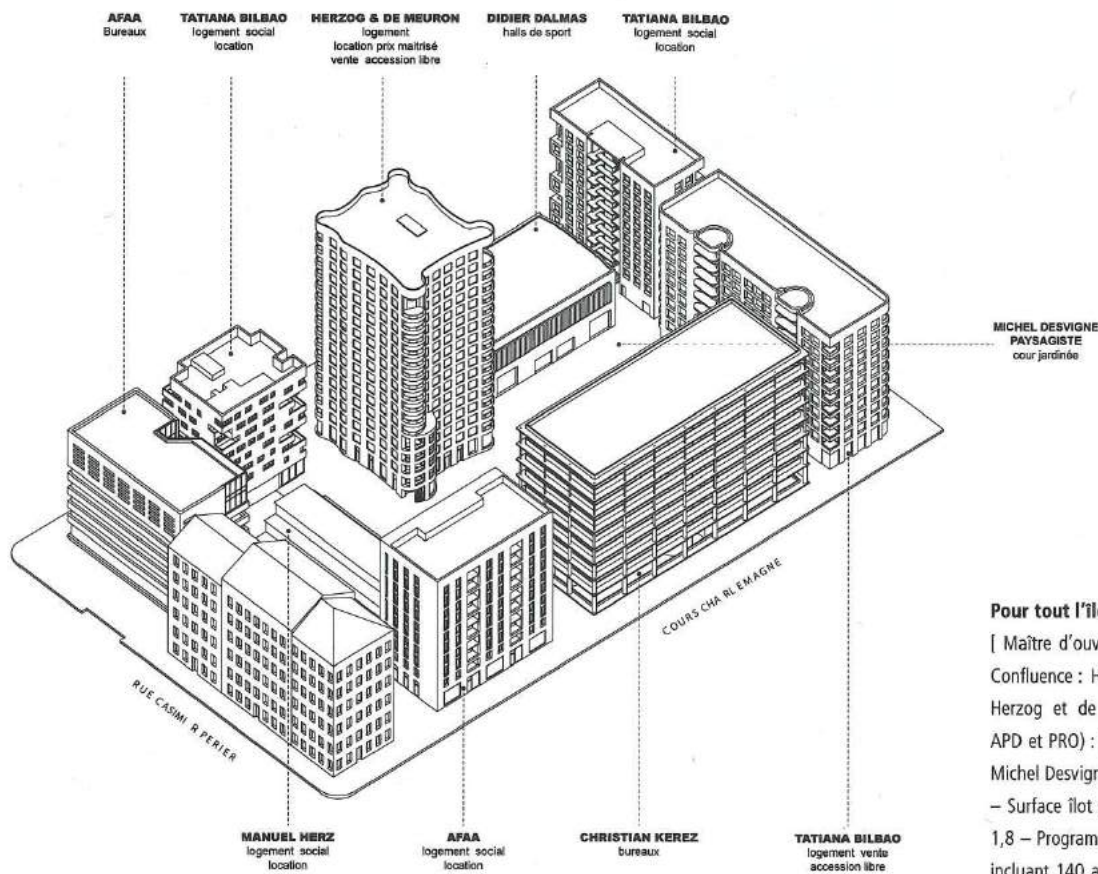 AFAA
Bureaux
TATIANA BILBAO
logement social
location
HERZOG & DE MEURON
logement
location prix maitrisé
vente accession libre
DIDIER DALMAS
halls de sport
TATIANA BILBAO
logement social
location
MICHEL DESVIGNE
PAYSAGISTE
cour jardinée
COURS CHARLEMAGNE
RUE CASIMIR PERIER
MANUEL HERZ
logement social
location
AFAA
logement social
location
CHRISTIAN KEREZ
bureaux
TATIANA BILBAO
logement vente
accession libre
Pour tout l'îl
[ Maître d'ouv
Confluence : H
Herzog et de
APD et PRO) :
Michel Desvign
– Surface îlot
1,8 – Program
incluant 140 a